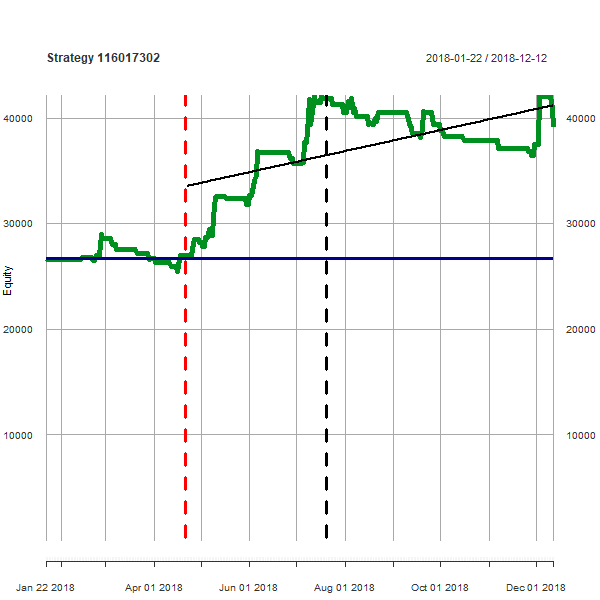 Strategy 116017302
2018-01-22 / 2018-12-12
40000 40000
30000 30000
Equity
20000 20000
10000 10000
Jan 22 2018 Apr 01 2018 Jun 01 2018 Aug 01 2018 Oct 01 2018 Dec 01 2018